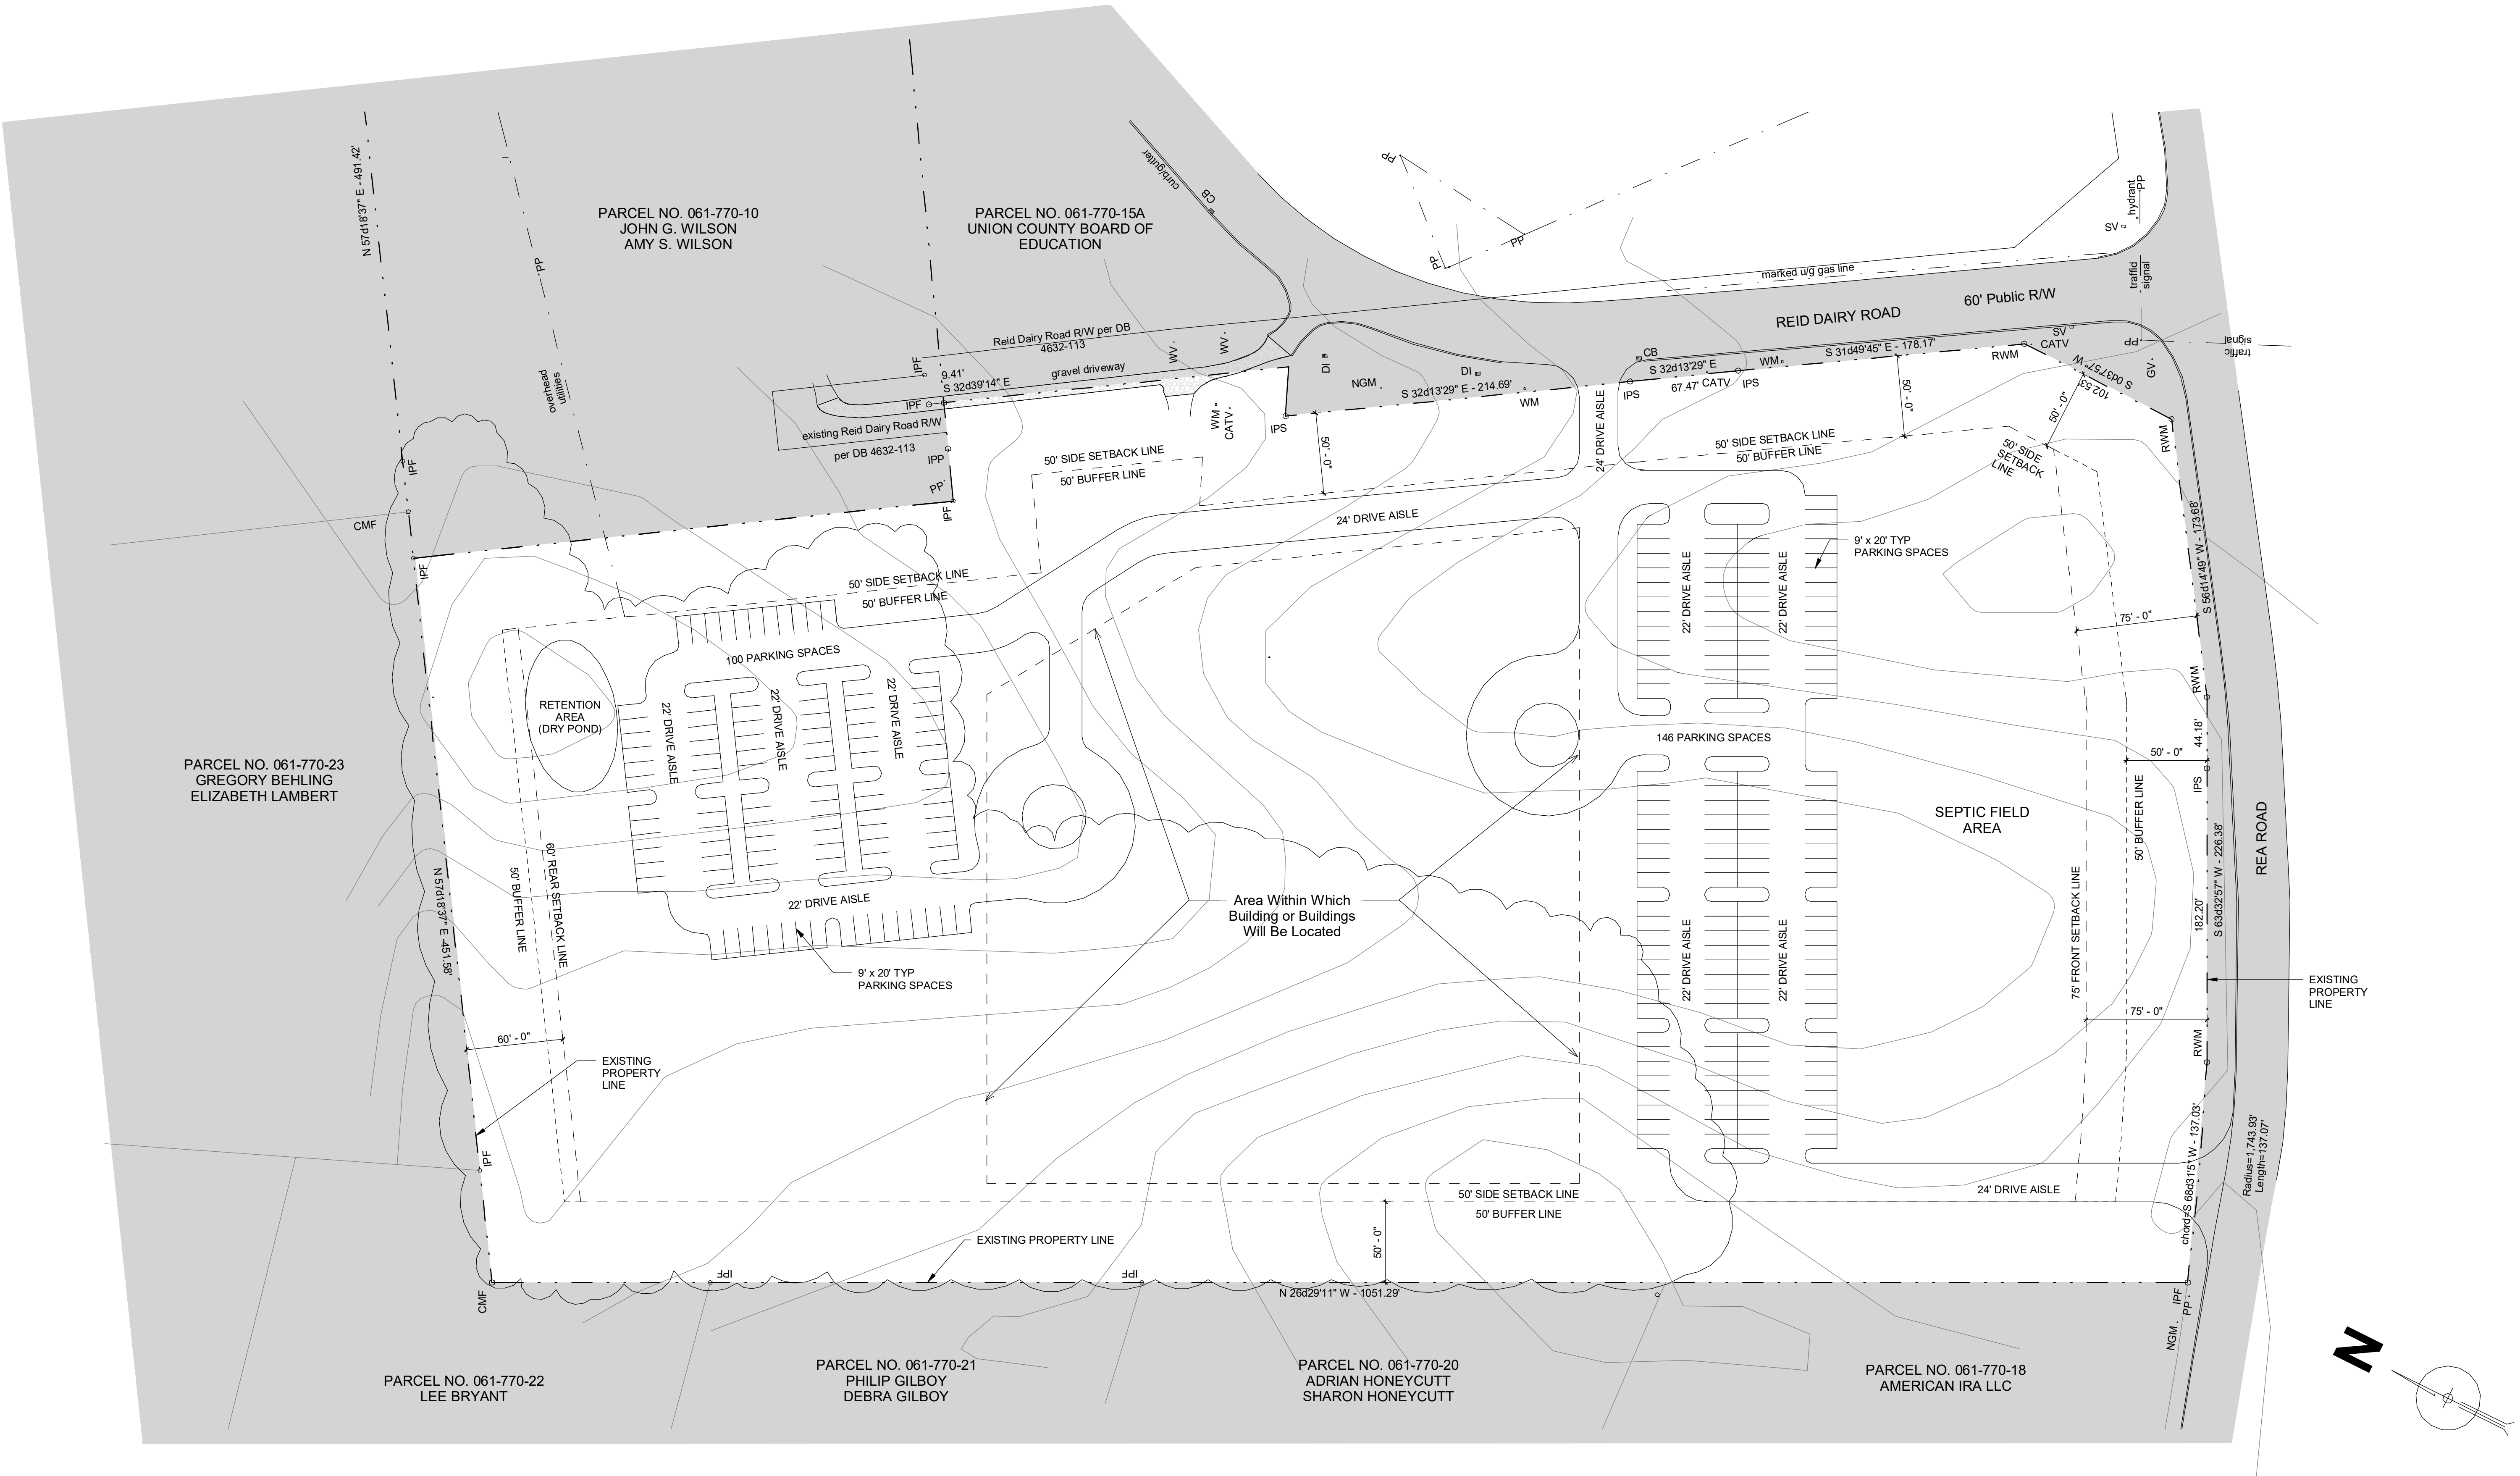 N 57d18'37" E - 491.42'
PARCEL NO. 061-770-10
JOHN G. WILSON
AMY S. WILSON
PARCEL NO. 061-770-15A
UNION COUNTY BOARD OF
EDUCATION
curb/gutter
CB
PP
PP
PP
PP
hydrant
PP
SV
marked u/g gas line
traffid
signal
60' Public R/W
REID DAIRY ROAD
traffic
signal
overhead
utilities
Reid Dairy Road R/W per DB
4632-113
WV
WV
IPF
9.41'
S 32d39'14" E
gravel driveway
IPF
existing Reid Dairy Road R/W
per DB 4632-113
IPP
PP
IPF
WM
CATV
IPS
DI
NGM
DI
S 32d13'29" E - 214.69'
WM
CB
S 32d13'29" E
67.47' CATV
IPS
WM
IPS
S 31d49'45" E - 178.17'
RWM
SV
CATV
PP
GV
S 0d37'57" W
102.53
50' - 0"
50' - 0"
50' - 0"
24' DRIVE AISLE
RWM
50' SIDE SETBACK LINE
50' BUFFER LINE
50' SIDE SETBACK LINE
50' BUFFER LINE
50' SIDE
SETBACK
LINE
IPF
CMF
IPF
24' DRIVE AISLE
9' x 20' TYP
PARKING SPACES
22' DRIVE AISLE
22' DRIVE AISLE
S 56d14'49" W - 173.68'
75' - 0"
50' SIDE SETBACK LINE
50' BUFFER LINE
100 PARKING SPACES
RETENTION
AREA
(DRY POND)
22' DRIVE AISLE
22' DRIVE AISLE
22' DRIVE AISLE
146 PARKING SPACES
RWM
44.18'
50' - 0"
IPS
PARCEL NO. 061-770-23
GREGORY BEHLING
ELIZABETH LAMBERT
SEPTIC FIELD
AREA
50' BUFFER LINE
REA ROAD
N 57d18'37" E -451.58'
50' BUFFER LINE
60' REAR SETBACK LINE
22' DRIVE AISLE
Area Within Which
Building or Buildings
Will Be Located
22' DRIVE AISLE
22' DRIVE AISLE
75' FRONT SETBACK LINE
182.20'
S 63d32'57" W - 226.38'
9' x 20' TYP
PARKING SPACES
EXISTING
PROPERTY
LINE
75' - 0"
RWM
60' - 0"
EXISTING
PROPERTY
LINE
IPF
50' SIDE SETBACK LINE
50' BUFFER LINE
24' DRIVE AISLE
chord=S 68d31'5" W - 137.03'
Radius=1,743.93'
Length=137.07'
EXISTING PROPERTY LINE
50' - 0"
IPF
IPF
CMF
N 26d29'11" W - 1051.29'
IPF
PP
NGM
PARCEL NO. 061-770-22
LEE BRYANT
PARCEL NO. 061-770-21
PHILIP GILBOY
DEBRA GILBOY
PARCEL NO. 061-770-20
ADRIAN HONEYCUTT
SHARON HONEYCUTT
PARCEL NO. 061-770-18
AMERICAN IRA LLC
N